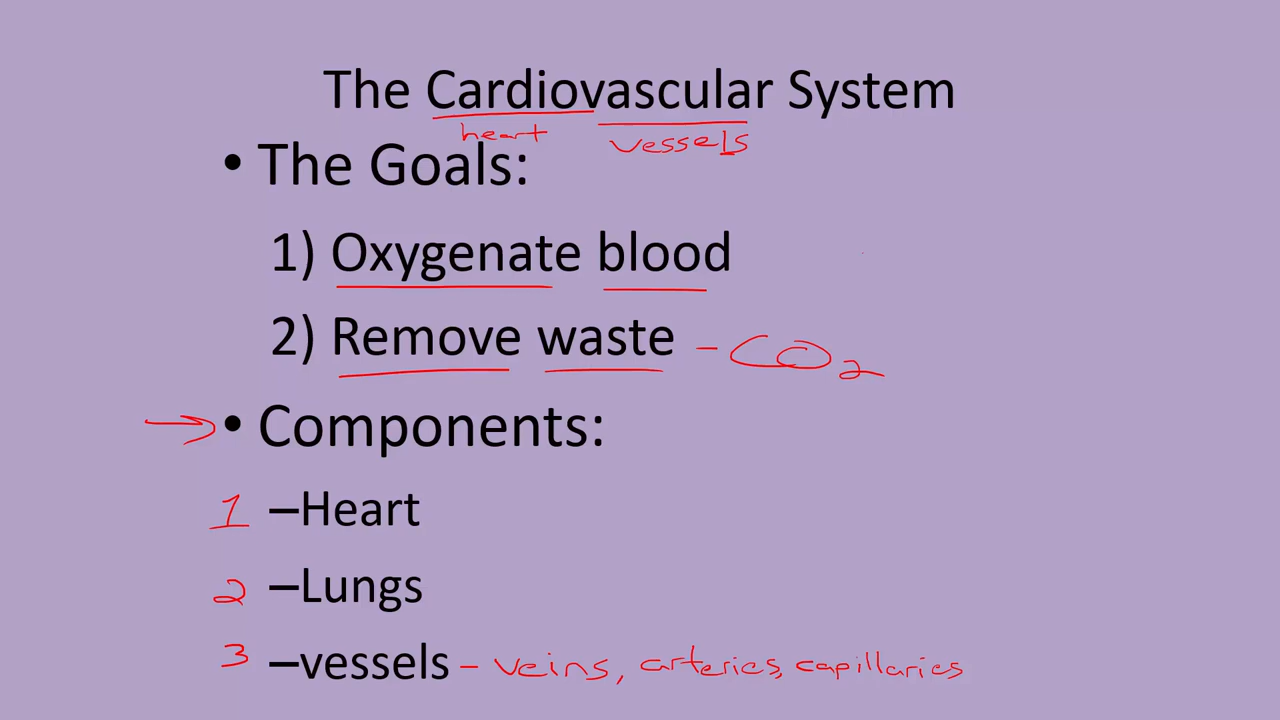 The Cardiovascular System
heart vessels
• The Goals:
1) Oxygenate blood
2) Remove waste - CO₂
→ • Components:
1 –Heart
2 –Lungs
3 –vessels - veins, arteries, capillaries